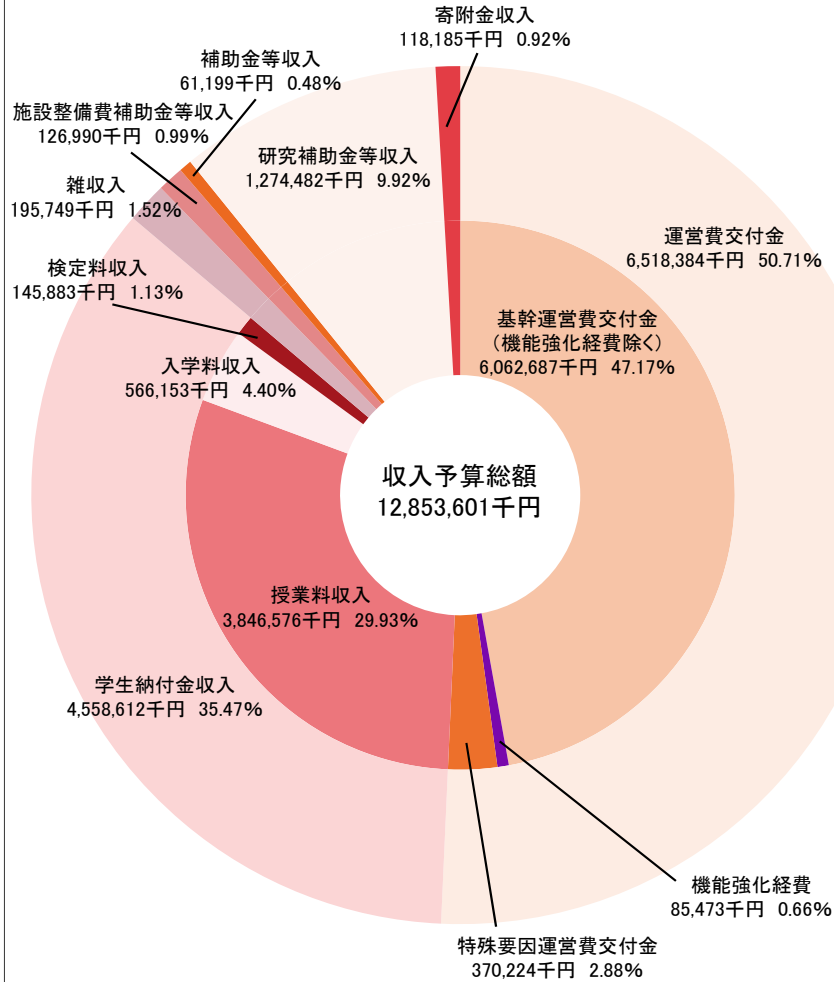 寄附金収入
118,185千円 0.92%
補助金等収入
61,199千円 0.48%
施設整備費補助金等収入
126,990千円 0.99%
研究補助金等収入
1,274,482千円 9.92%
雑収入
195,749千円 1.52%
運営費交付金
6,518,384千円 50.71%
検定料収入
145,883千円 1.13%
基幹運営費交付金
（機能強化経費除く）
6,062,687千円 47.17%
入学料収入
566,153千円 4.40%
収入予算総額
12,853,601千円
授業料収入
3,846,576千円 29.93%
学生納付金収入
4,558,612千円 35.47%
機能強化経費
85,473千円 0.66%
特殊要因運営費交付金
370,224千円 2.88%